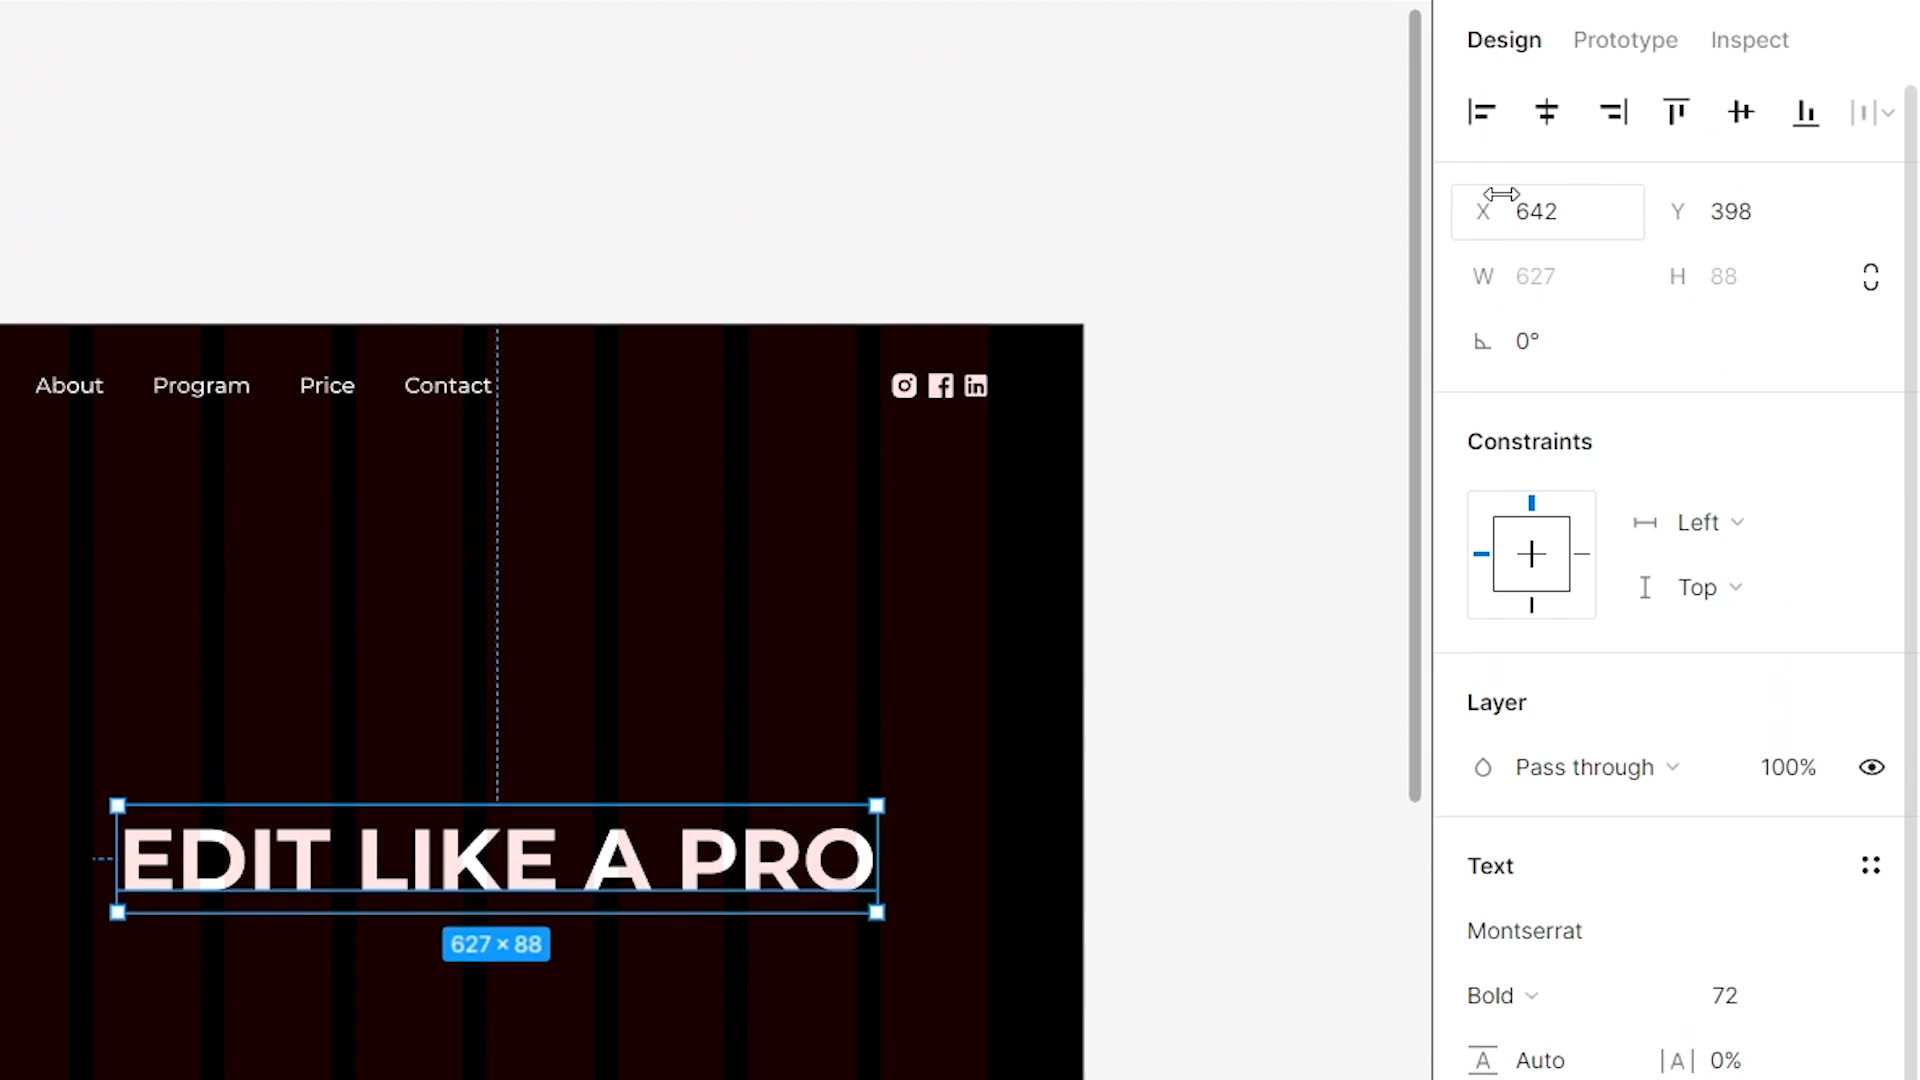 Design Prototype Inspect
X 642 Y 398
W 627 H 88
0°
About Program Price Contact
Constraints
Left
Top
Layer
Pass through 100%
EDIT LIKE A PRO
627 × 88
Text
Montserrat
Bold 72
A Auto |A| 0%